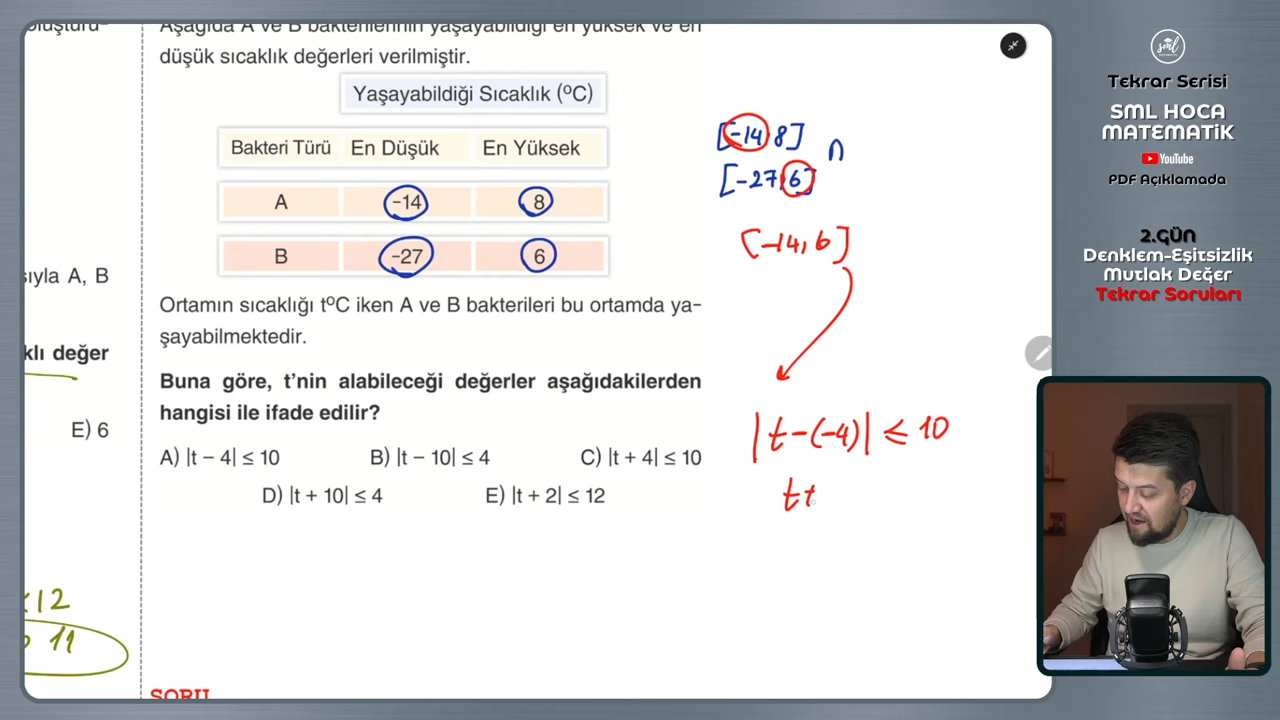 Aşağıda A ve B bakterilerinin yaşayabildiği en yüksek ve en
düşük sıcaklık değerleri verilmiştir.
Yaşayabildiği Sıcaklık (°C)
Bakteri Türü En Düşük En Yüksek
A -14 8
B -27 6
Ortamın sıcaklığı t°C iken A ve B bakterileri bu ortamda ya-
şayabilmektedir.
Buna göre, t'nin alabileceği değerler aşağıdakilerden
hangisi ile ifade edilir?
A) |t − 4| ≤ 10 B) |t − 10| ≤ 4 C) |t + 4| ≤ 10
D) |t + 10| ≤ 4 E) |t + 2| ≤ 12
SORU
[-14, 8]
[-27, 6]
∩
[-14, 6]
|t-(-4)| ≤ 10
t+
sıyla A, B
klı değer
E) 6
12
11
sml
Tekrar Serisi
SML HOCA
MATEMATİK
YouTube
PDF Açıklamada
2.GÜN
Denklem-Eşitsizlik
Mutlak Değer
Tekrar Soruları